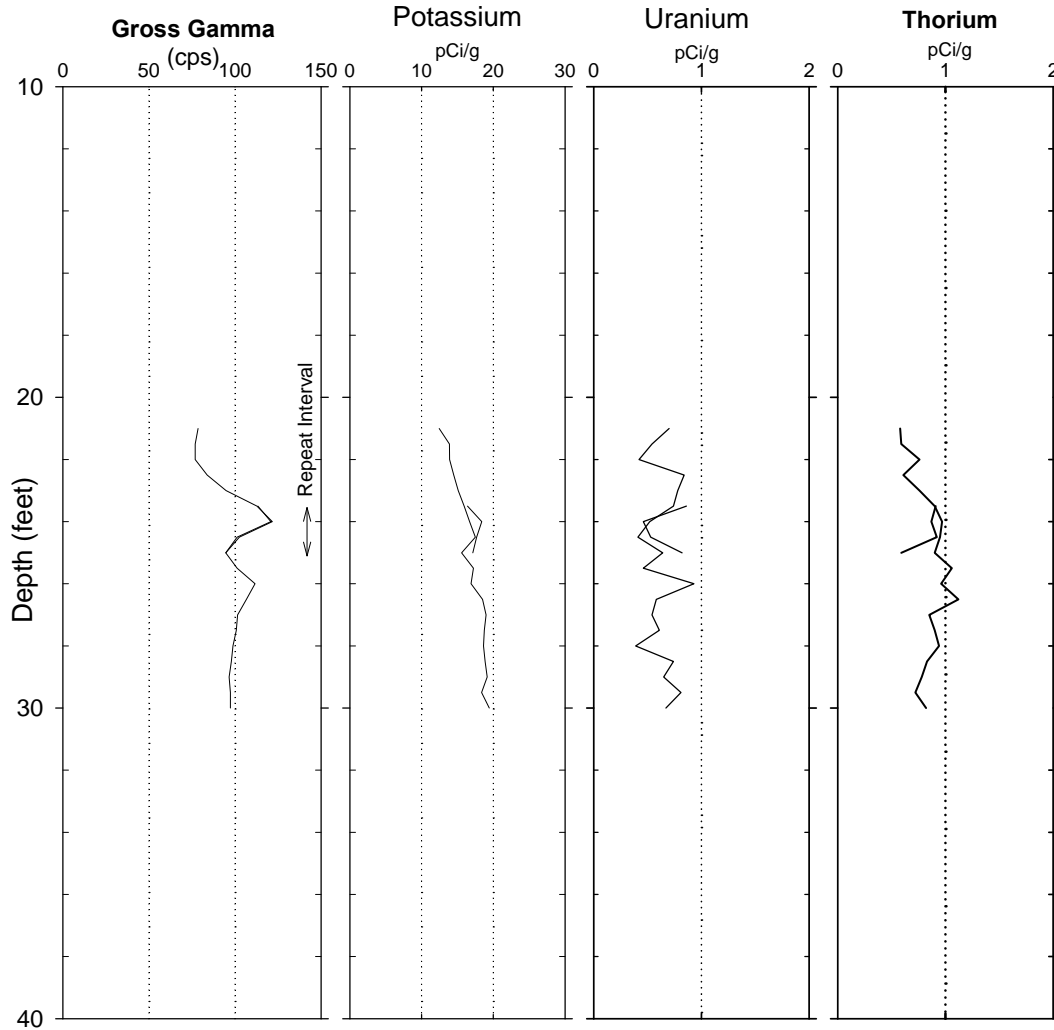 Gross Gamma
(cps)
0 50 100 150
Potassium
pCi/g
0 10 20 30
Uranium
pCi/g
0 1 2
Thorium
pCi/g
0 1 2
Depth (feet)
10
20
30
40
Repeat Interval